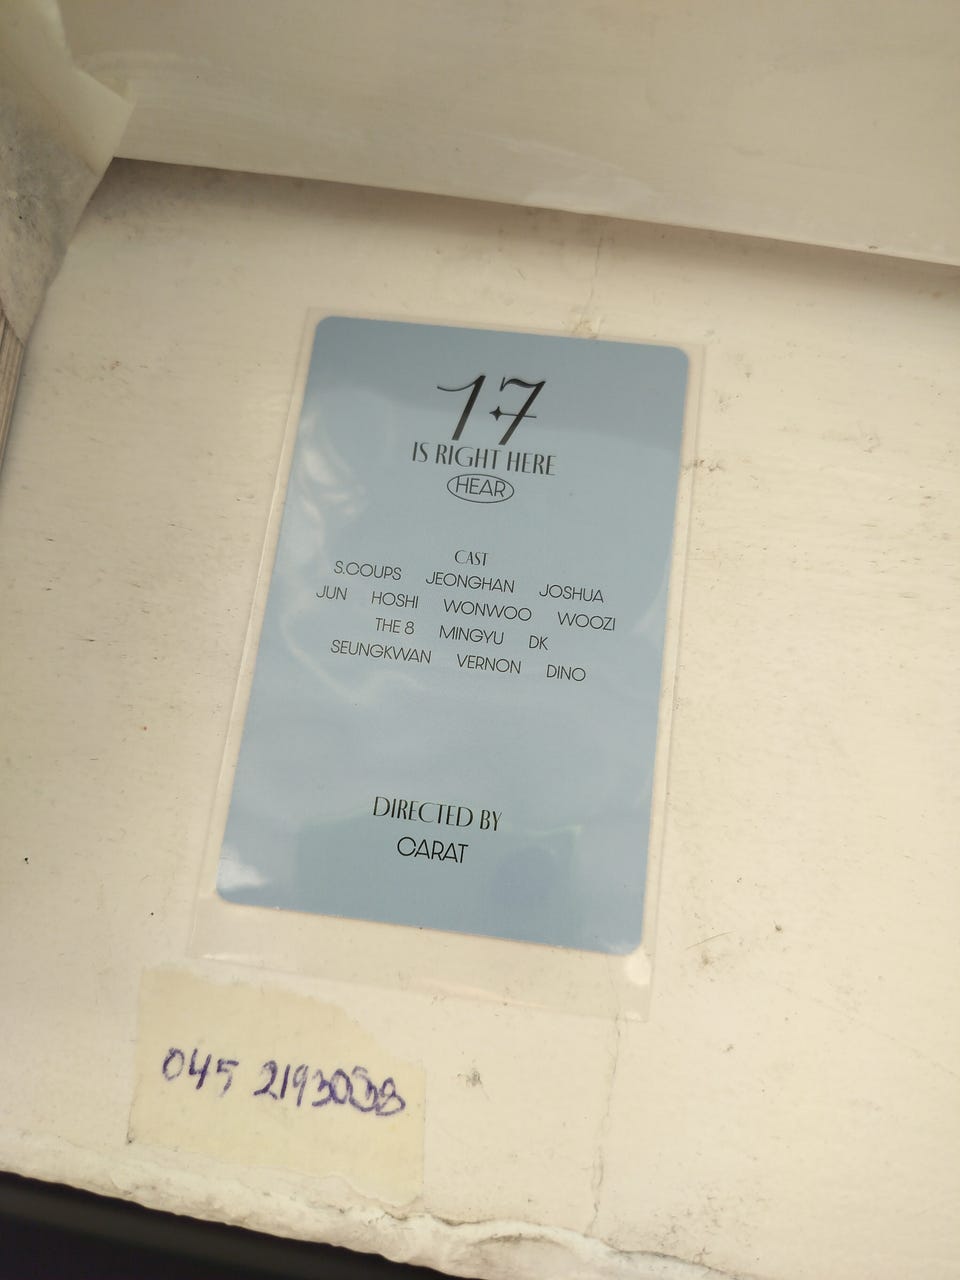 17
IS RIGHT HERE
HEAR
CAST
S.COUPS JEONGHAN JOSHUA
JUN HOSHI WONWOO WOOZI
THE 8 MINGYU DK
SEUNGKWAN VERNON DINO
DIRECTED BY
CARAT
045